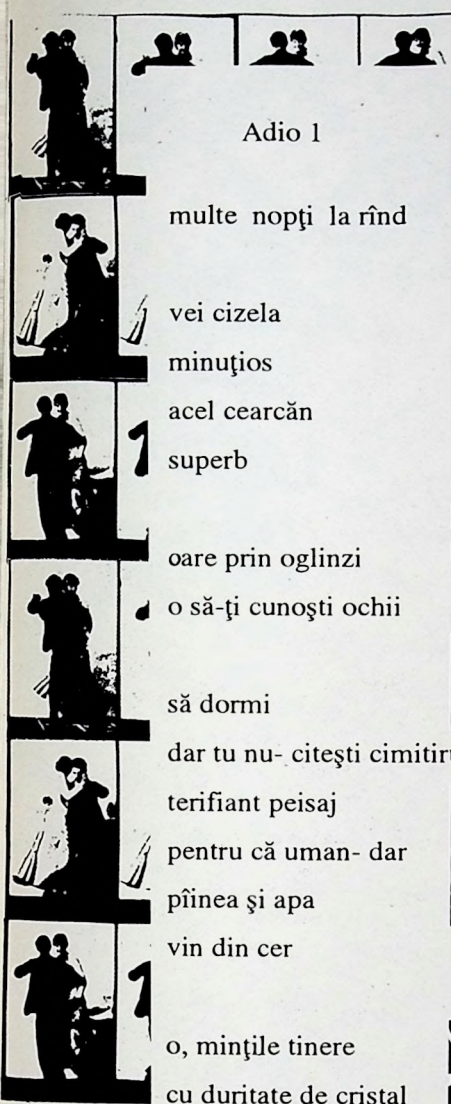 Adio 1
multe nopţi la rînd
vei cizela
minuţios
acel cearcăn
superb
oare prin oglinzi
o să-ţi cunoşti ochii
să dormi
dar tu nu- citeşti
terifiant peisaj
pentru că uman- dar
pîinea şi apa
vin din cer
o, minţile tinere
cu duritate de cristal